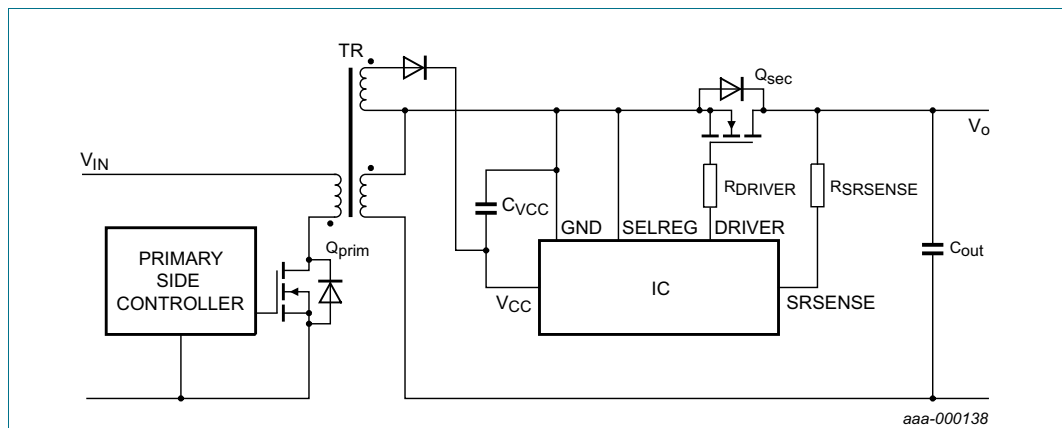 TR
Qsec
Vo
VIN
RDRIVER
RSRSENSE
CVCC
GND
SELREG
DRIVER
Qprim
PRIMARY
SIDE
CONTROLLER
Cout
IC
VCC
SRSENSE
aaa-000138